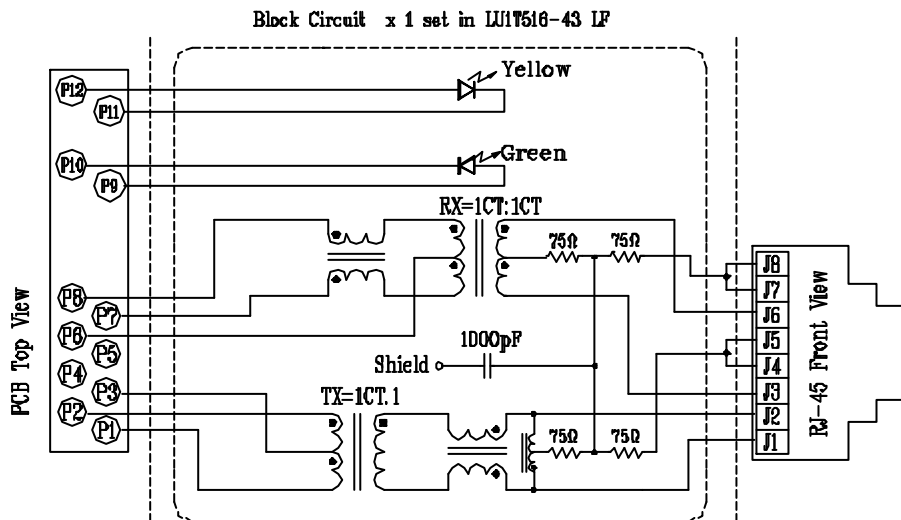 Block Circuit x 1 set in LU1T516-43 LF
P12
Yellow
P11
P10
Green
P9
RX=1CT:1CT
75Ω 75Ω
J8
J7
P8
P7
J6
P6
1000pF
J5
P5
Shield
J4
P4
P3
TX=1CT.1
J3
P2
J2
P1
75Ω 75Ω
J1
PCB Top View
RJ-45 Front View